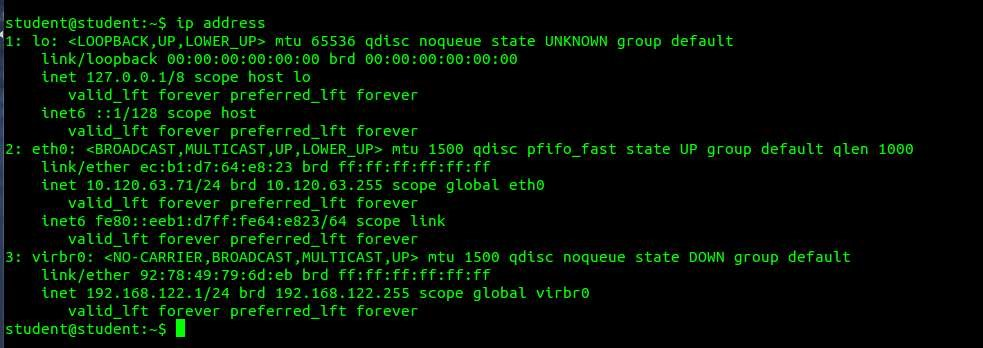 student@student:~$ ip address
1: lo: <LOOPBACK,UP,LOWER_UP> mtu 65536 qdisc noqueue state UNKNOWN group default
    link/loopback 00:00:00:00:00:00 brd 00:00:00:00:00:00
    inet 127.0.0.1/8 scope host lo
       valid_lft forever preferred_lft forever
    inet6 ::1/128 scope host
       valid_lft forever preferred_lft forever
2: eth0: <BROADCAST,MULTICAST,UP,LOWER_UP> mtu 1500 qdisc pfifo_fast state UP group default qlen 1000
    link/ether ec:b1:d7:64:e8:23 brd ff:ff:ff:ff:ff:ff
    inet 10.120.63.71/24 brd 10.120.63.255 scope global eth0
       valid_lft forever preferred_lft forever
    inet6 fe80::eeb1:d7ff:fe64:e823/64 scope link
       valid_lft forever preferred_lft forever
3: virbr0: <NO-CARRIER,BROADCAST,MULTICAST,UP> mtu 1500 qdisc noqueue state DOWN group default
    link/ether 92:78:49:79:6d:eb brd ff:ff:ff:ff:ff:ff
    inet 192.168.122.1/24 brd 192.168.122.255 scope global virbr0
       valid_lft forever preferred_lft forever
student@student:~$